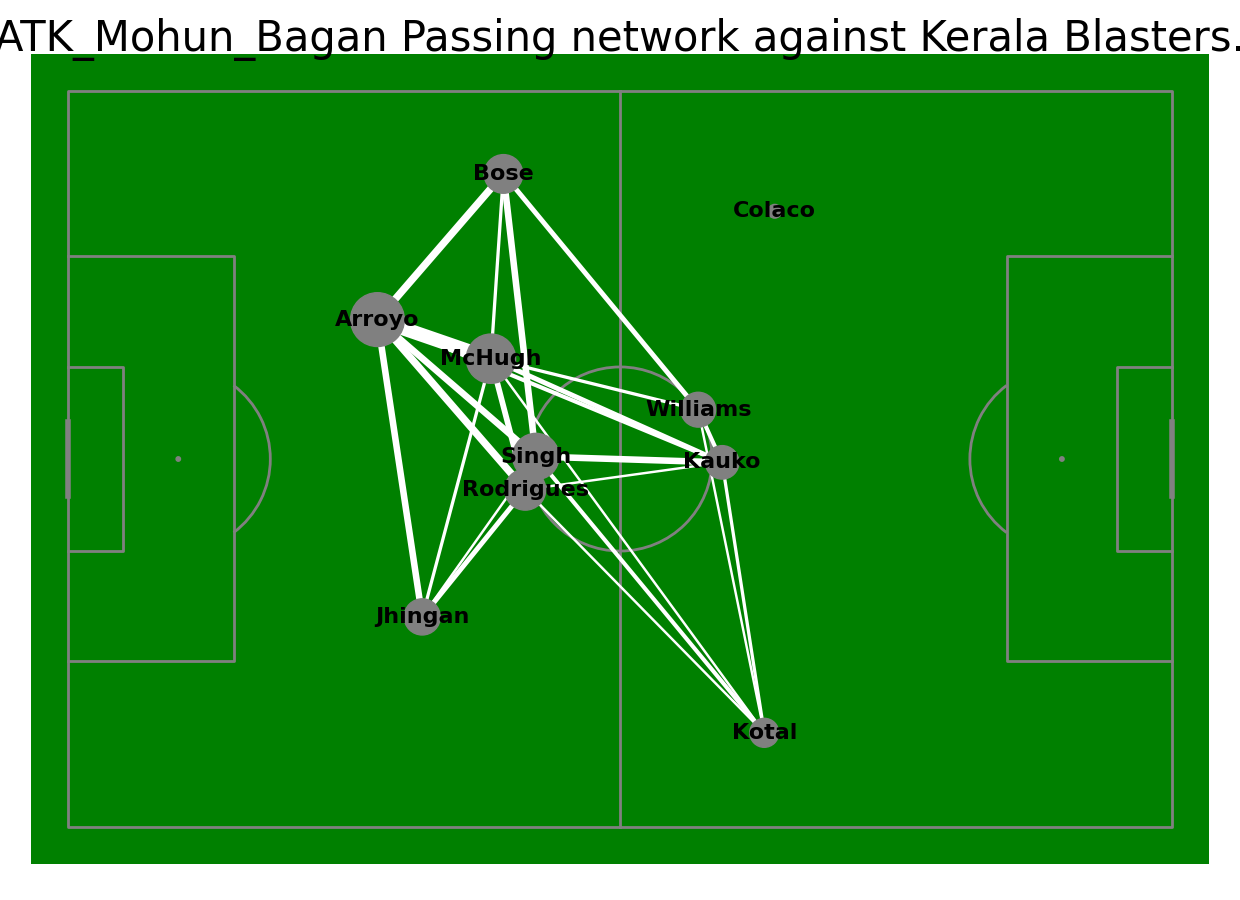 ATK_Mohun_Bagan Passing network against Kerala Blasters.
Bose
Colaco
Arroyo
McHugh
Williams
Singh
Kauko
Rodrigues
Jhingan
Kotal